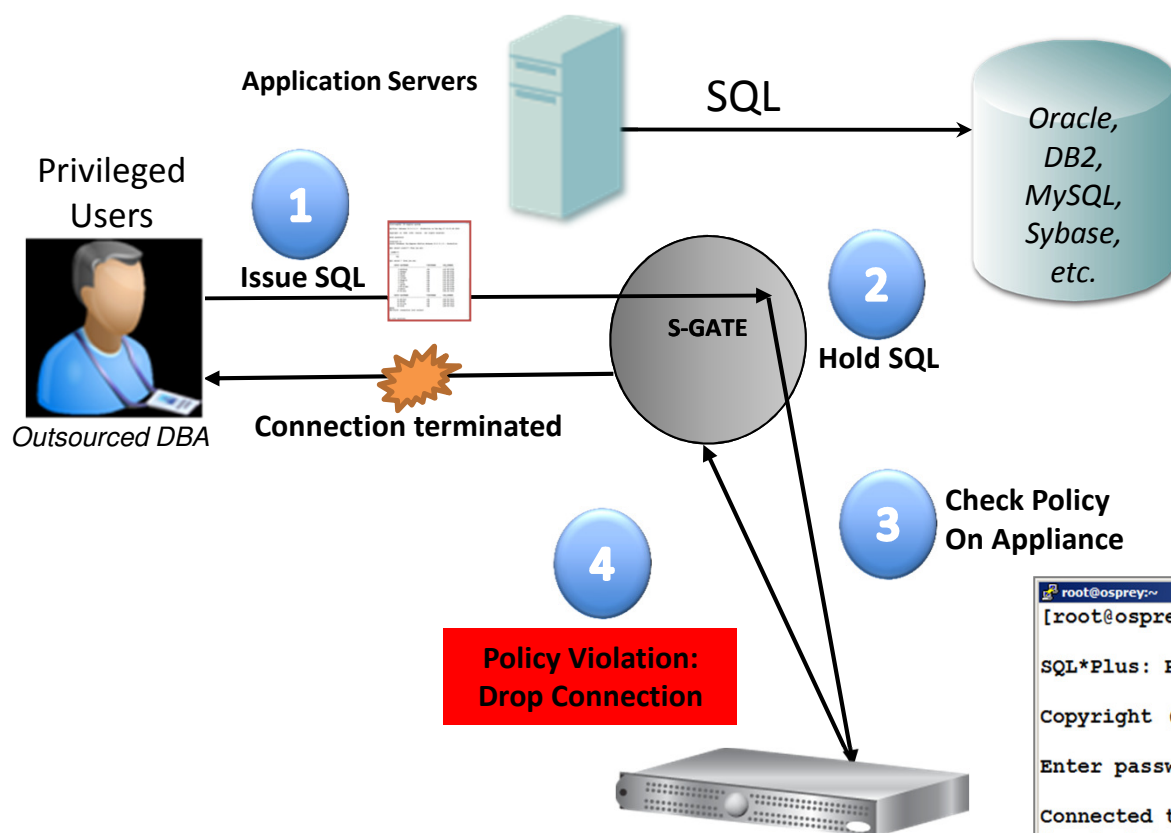 Application Servers
SQL
Oracle,
DB2,
MySQL,
Sybase,
etc.
Privileged
Users
1
Issue SQL
S-GATE
2
Hold SQL
Connection terminated
Outsourced DBA
3
Check Policy
On Appliance
4
Policy Violation:
Drop Connection
root@osprey:~
[root@ospre
SQL*Plus:
Copyright
Enter passw
Connected t